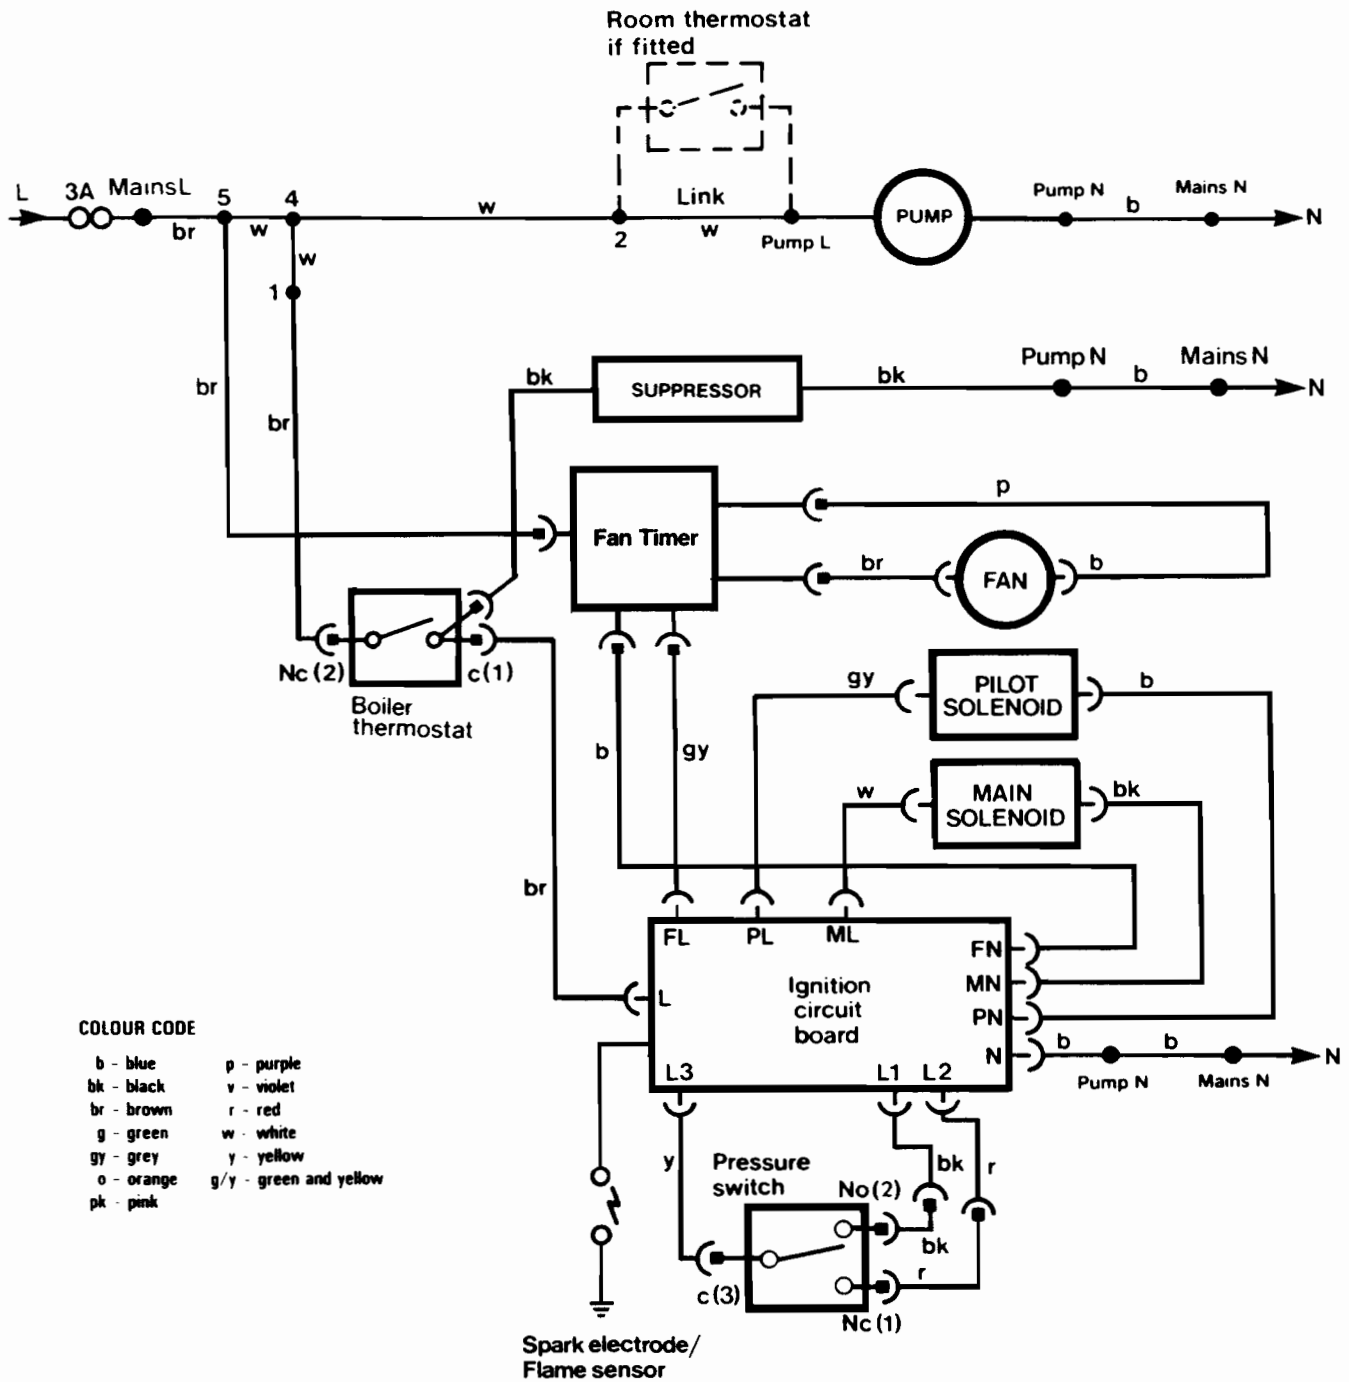 Room thermostat
if fitted
L
3A
Mains L
5
4
w
Link
br
w
w
2
w
Pump L
PUMP
Pump N
b
Mains N
N
1
br
br
bk
SUPPRESSOR
bk
Pump N
b
Mains N
N
Fan Timer
p
br
FAN
b
Nc (2)
c (1)
Boiler
thermostat
b
gy
gy
PILOT
SOLENOID
b
w
MAIN
SOLENOID
bk
br
FL
PL
ML
FN
MN
PN
N
L
Ignition
circuit
board
L3
L1
L2
b
Pump N
b
Mains N
N
COLOUR CODE
b - blue
p - purple
bk - black
v - violet
br - brown
r - red
g - green
w - white
gy - grey
y - yellow
o - orange
g/y - green and yellow
pk - pink
y
Pressure
switch
No (2)
bk
r
bk
r
c (3)
Nc (1)
Spark electrode/
Flame sensor